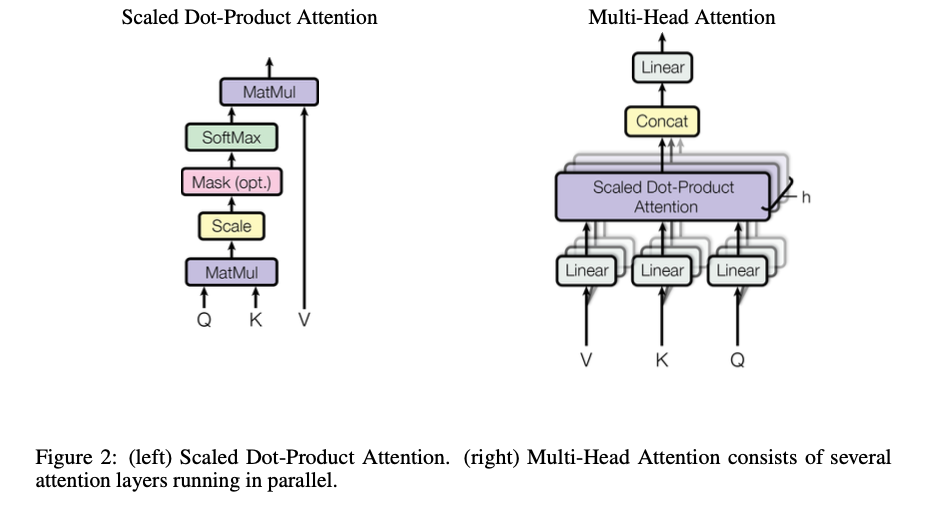 Scaled Dot-Product Attention
MatMul
SoftMax
Mask (opt.)
Scale
MatMul
Q K V
Multi-Head Attention
Linear
Concat
Scaled Dot-Product
Attention
h
Linear Linear Linear
V K Q
Figure 2: (left) Scaled Dot-Product Attention. (right) Multi-Head Attention consists of several
attention layers running in parallel.